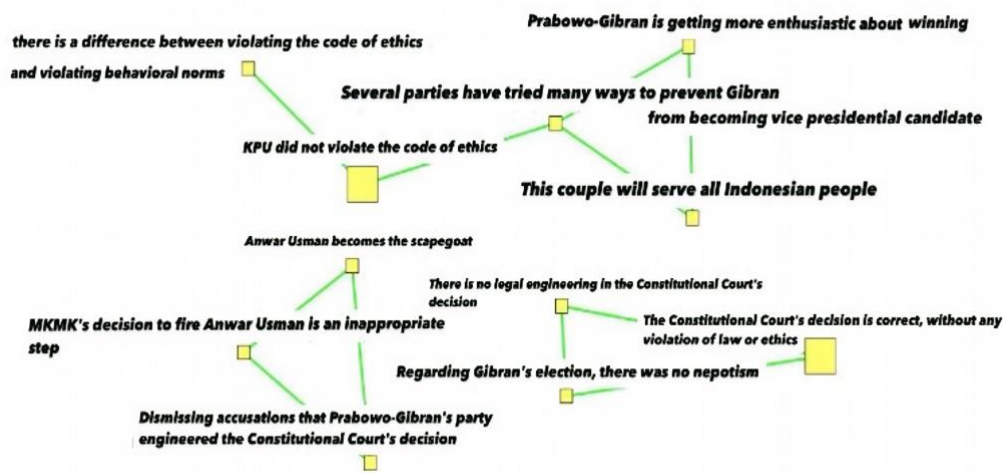 Prabowo-Gibran is getting more enthusiastic about winning
there is a difference between violating the code of ethics
and violating behavioral norms
Several parties have tried many ways to prevent Gibran
from becoming vice presidential candidate
KPU did not violate the code of ethics
This couple will serve all Indonesian people
Anwar Usman becomes the scapegoat
There is no legal engineering in the Constitutional Court's
decision
MKMK's decision to fire Anwar Usman is an inappropriate
step
The Constitutional Court's decision is correct, without any
violation of law or ethics
Regarding Gibran's election, there was no nepotism
Dismissing accusations that Prabowo-Gibran's party
engineered the Constitutional Court's decision